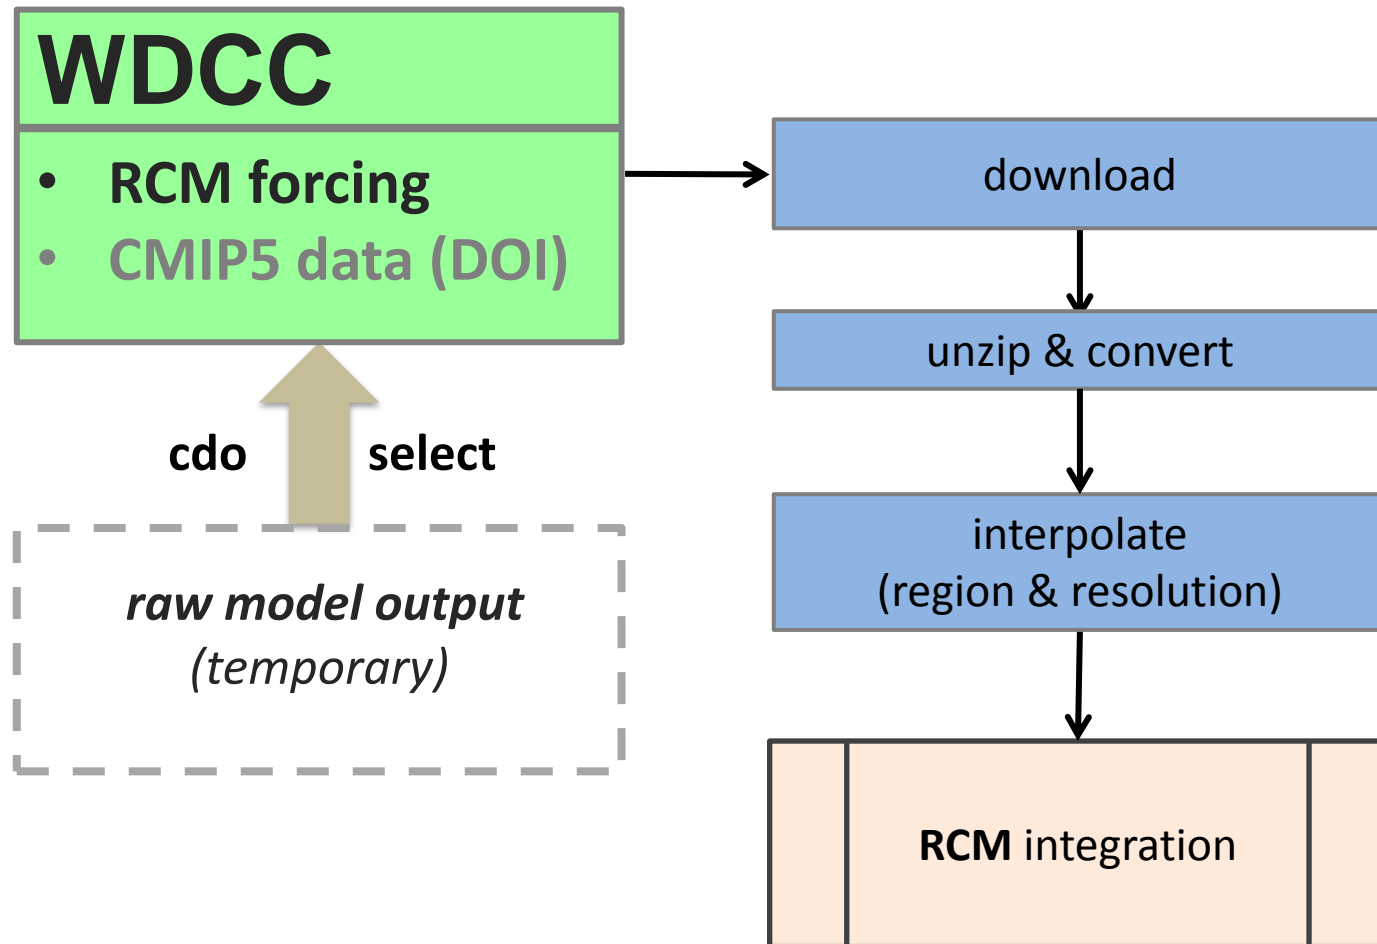 WDCC
• RCM forcing
• CMIP5 data (DOI)
cdo select
raw model output
(temporary)
download
unzip & convert
interpolate
(region & resolution)
RCM integration